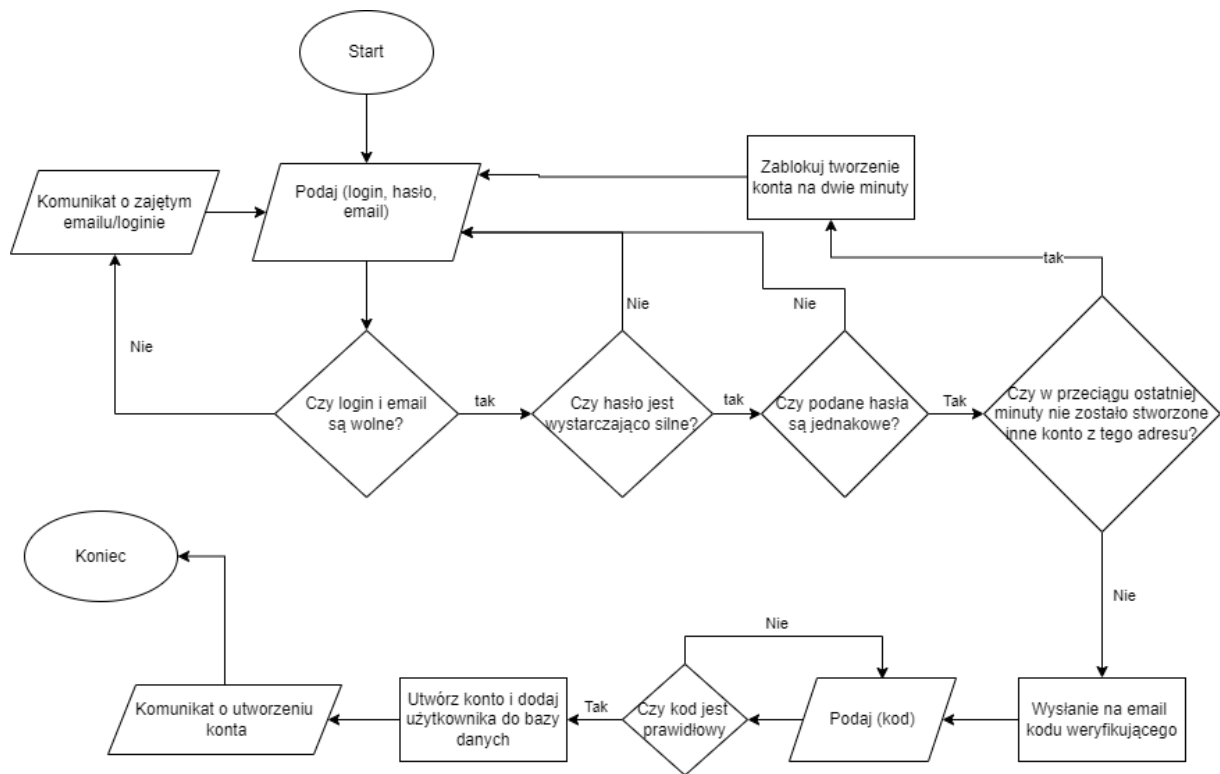 Start
Podaj (login, hasło,
email)
Komunikat o zajętym
emailu/loginie
Zablokuj tworzenie
konta na dwie minuty
Nie
Nie
Nie
tak
Czy login i email
są wolne?
tak
Czy hasło jest
wystarczająco silne?
tak
Czy podane hasła
są jednakowe?
Tak
Czy w przeciągu ostatniej
minuty nie zostało stworzone
inne konto z tego adresu?
Nie
Wysłanie na email
kodu weryfikującego
Podaj (kod)
Nie
Czy kod jest
prawidłowy
Tak
Utwórz konto i dodaj
użytkownika do bazy
danych
Komunikat o utworzeniu
konta
Koniec